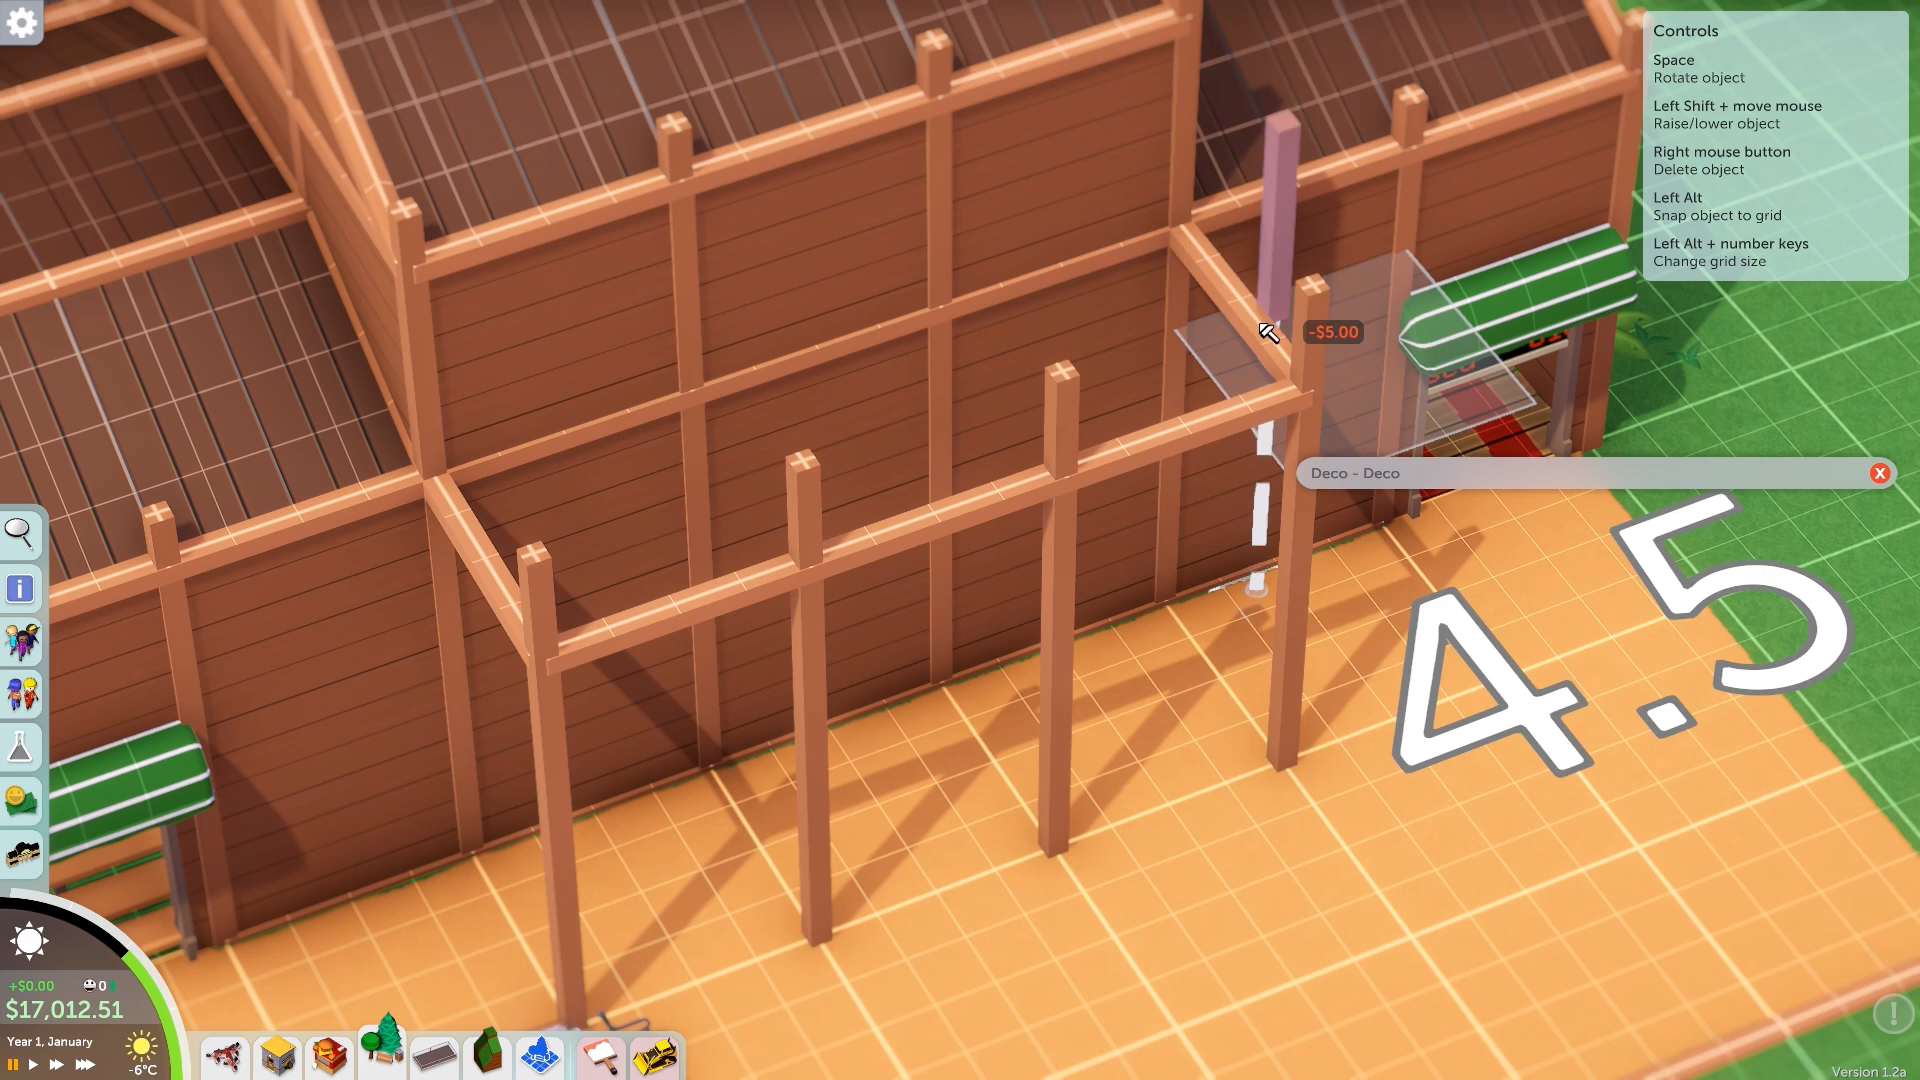 Controls
Space
Rotate object
Left Shift + move mouse
Raise/lower object
Right mouse button
Delete object
Left Alt
Snap object to grid
Left Alt + number keys
Change grid size
-$5.00
Deco - Deco
4.5
+$0.00
0
$17,012.51
Year 1, January
-6°C
Version 1.2a